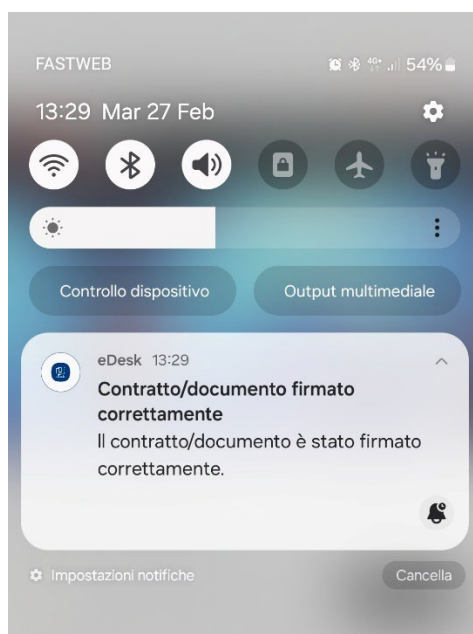 FASTWEB 4G+ 54%
13:29 Mar 27 Feb
Controllo dispositivo Output multimediale
eDesk 13:29
Contratto/documento firmato
correttamente
Il contratto/documento è stato firmato
correttamente.
Impostazioni notifiche Cancella